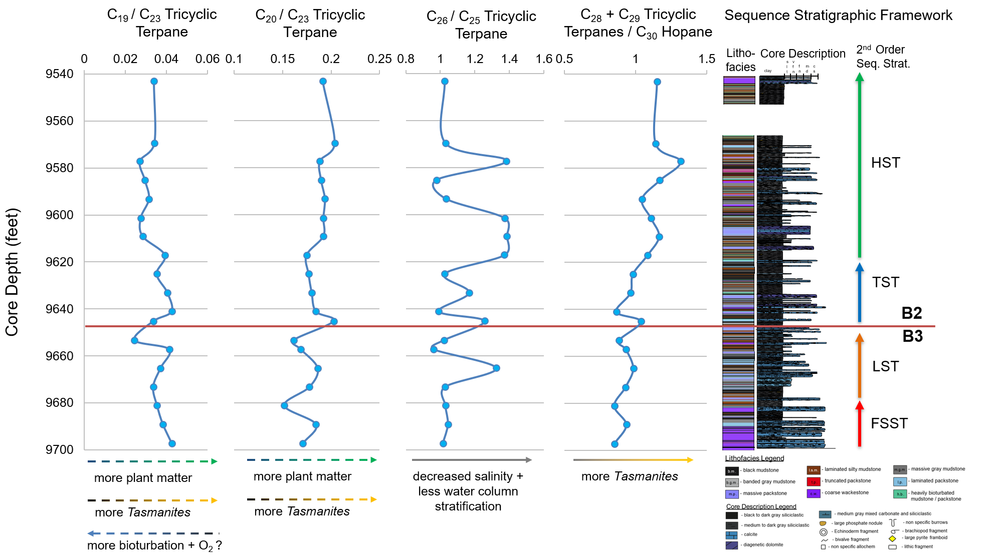 C19 / C23 Tricyclic
Terpane
C20 / C23 Tricyclic
Terpane
C26 / C25 Tricyclic
Terpane
C28 + C29 Tricyclic
Terpanes / C30 Hopane
Sequence Stratigraphic Framework
0 0.02 0.04 0.06
0.1 0.15 0.2 0.25
0.8 1 1.2 1.4 1.6
0.5 1 1.5
Litho-
facies
Core Description
clay
slt
vfn
fn
md
cs
2nd Order
Seq. Strat.
Core Depth (feet)
9540
9560
9580
9600
9620
9640
9660
9680
9700
HST
TST
B2
B3
LST
FSST
more plant matter
more Tasmanites
more bioturbation + O2 ?
more plant matter
more Tasmanites
decreased salinity +
less water column
stratification
more Tasmanites
Lithofacies Legend
b.m. - black mudstone
b.g.m - banded gray mudstone
m.p. - massive packstone
l.s.m. - laminated silty mudstone
t.p. - truncated packstone
c.w. - coarse wackestone
m.g.m - massive gray mudstone
l.p. - laminated packstone
h.b. - heavily bioturbated
mudstone / packstone
Core Description Legend
- black to dark gray siliciclastic
- medium to dark gray siliciclastic
- calcite
- diagenetic dolomite
- medium gray mixed carbonate and siliciclastic
- large phosphate nodule
- Echinoderm fragment
- bivalve fragment
- non specific allochem
- non specific burrows
- brachiopod fragment
- large pyrite framboid
- lithic fragment